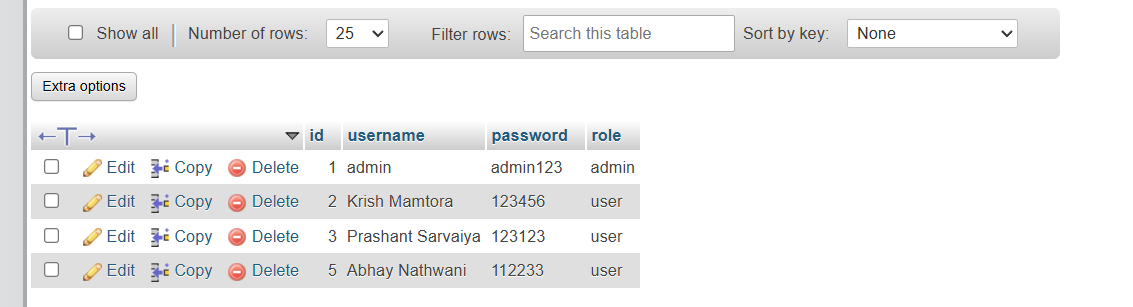 Show all Number of rows: 25 Filter rows: Search this table Sort by key: None
Extra options
id username password role
Edit Copy Delete 1 admin admin123 admin
Edit Copy Delete 2 Krish Mamtora 123456 user
Edit Copy Delete 3 Prashant Sarvaiya 123123 user
Edit Copy Delete 5 Abhay Nathwani 112233 user